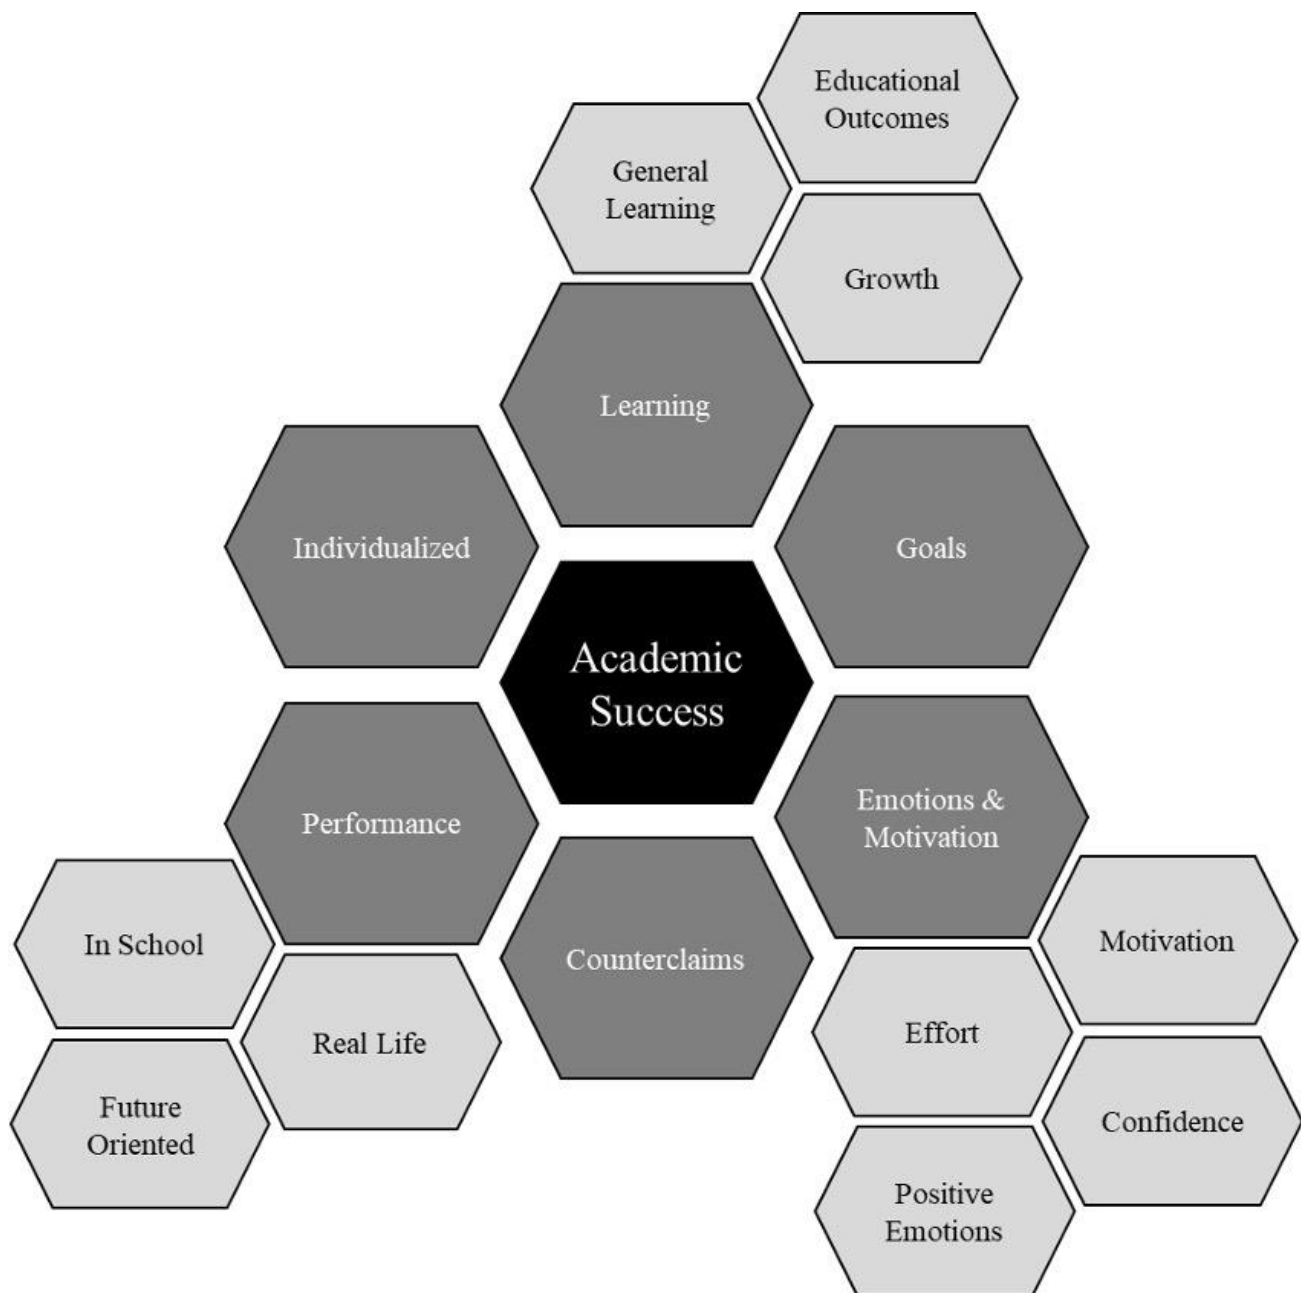 Educational
Outcomes
General
Learning
Growth
Learning
Individualized
Goals
Academic
Success
Performance
Emotions &
Motivation
In School
Counterclaims
Motivation
Real Life
Effort
Future
Oriented
Confidence
Positive
Emotions